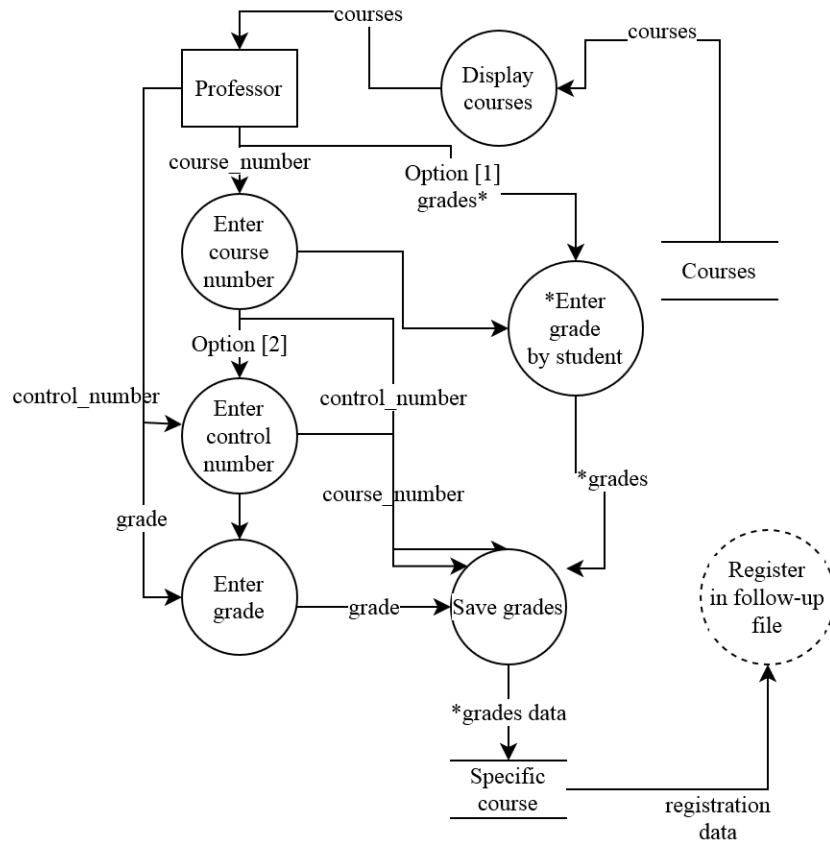 courses
courses
Professor
Display
courses
course_number
Option [1]
grades*
Enter
course
number
Courses
*Enter
grade
by student
Option [2]
control_number
control_number
Enter
control
number
course_number
*grades
grade
Enter
grade
grade
Save grades
Register
in follow-up
file
*grades data
Specific
course
registration
data